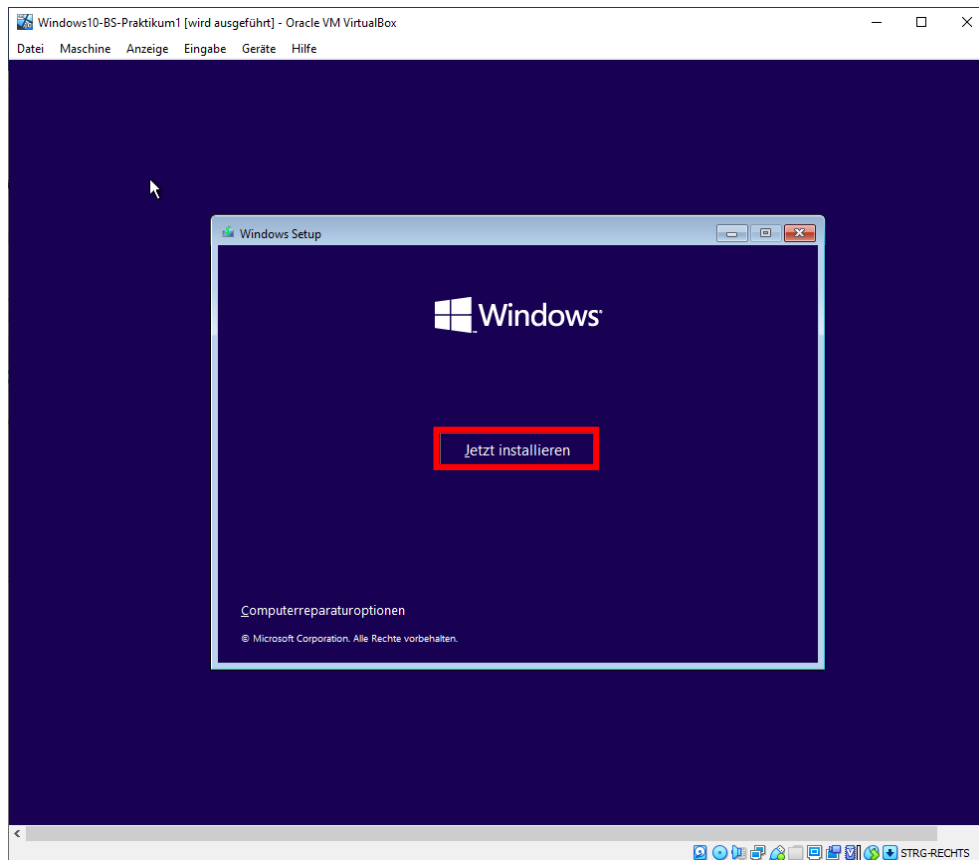 Windows10-BS-Praktikum1 [wird ausgeführt] - Oracle VM VirtualBox
Datei Maschine Anzeige Eingabe Geräte Hilfe
Windows Setup
Windows
Jetzt installieren
Computerreparaturoptionen
© Microsoft Corporation. Alle Rechte vorbehalten.
STRG-RECHTS